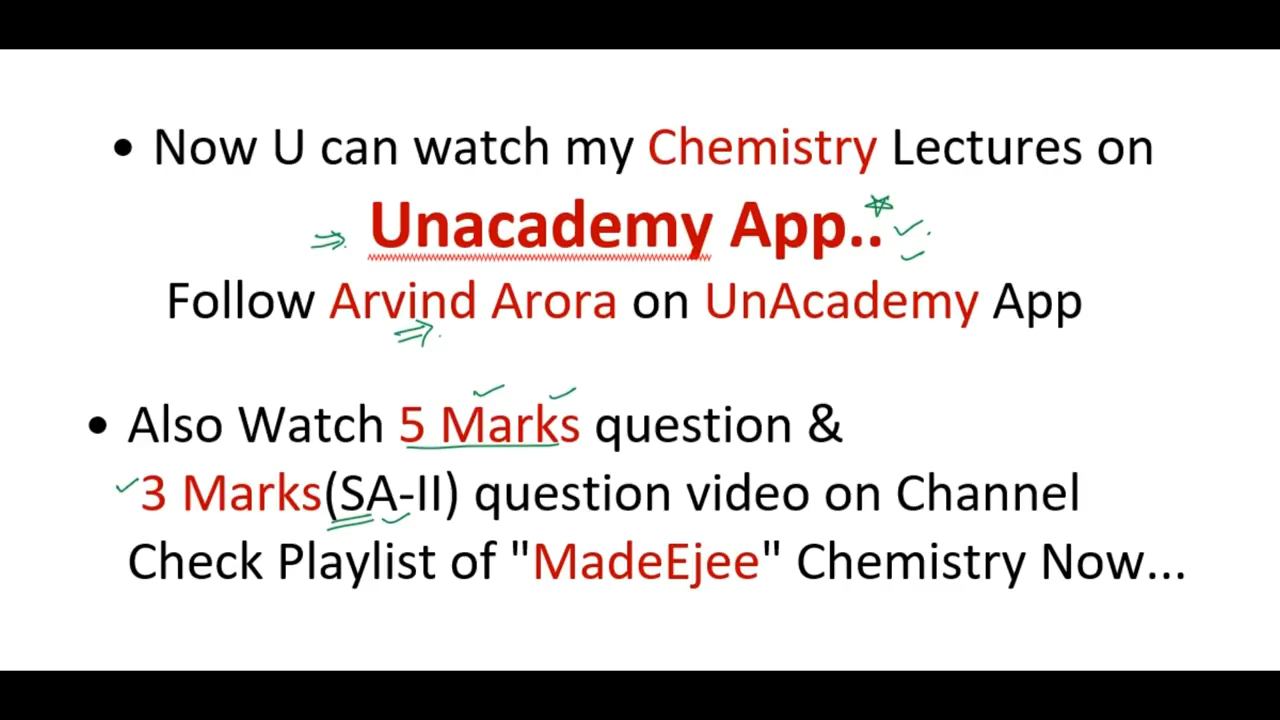 • Now U can watch my Chemistry Lectures on
Unacademy App..
Follow Arvind Arora on UnAcademy App
• Also Watch 5 Marks question &
3 Marks(SA-II) question video on Channel
Check Playlist of "MadeEjee" Chemistry Now...